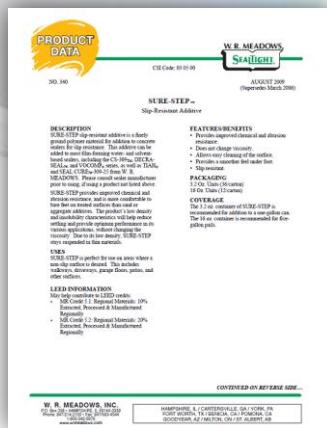 PRODUCT
DATA
W. R. MEADOWS.
SEALTIGHT.
CSI Code: 03 05 00
NO. 340
AUGUST 2009
(Supersedes March 2006)
SURE-STEP™
Slip-Resistant Additive
DESCRIPTION
SURE-STEP slip-resistant additive is a finely
ground polymer material for addition to concrete
sealers for slip resistance. This additive can be
added to most film-forming water- and solvent-
based sealers, including the CS-309™, DECRA-
SEAL™ and VOCOMP™ series, as well as TIAH™
and SEAL CURE™-300-25 from W. R.
MEADOWS. Please consult sealer manufacturer
prior to using, if using a product not listed above.
SURE-STEP provides improved chemical and
abrasion resistance, and is more comfortable to
bare feet on treated surfaces than sand or
aggregate additives. The product's low density
and insolubility characteristics will help reduce
settling and provide optimum performance in its
various applications, without changing the
viscosity. Due to its low density, SURE-STEP
stays suspended in thin materials.
USES
SURE-STEP is perfect for use on areas where a
non-slip surface is desired. This includes
walkways, driveways, garage floors, patios, and
other surfaces.
LEED INFORMATION
May help contribute to LEED credits:
• MR Credit 5.1: Regional Materials: 10%
Extracted, Processed & Manufactured
Regionally
• MR Credit 5.2: Regional Materials: 20%
Extracted, Processed & Manufactured
Regionally
FEATURES/BENEFITS
• Provides improved chemical and abrasion
resistance.
• Does not change viscosity.
• Allows easy cleaning of the surface.
• Provides a smoother feel under foot.
• Slip resistant.
PACKAGING
3.2 Oz. Units (36/carton)
16 Oz. Units (12/carton)
COVERAGE
The 3.2 oz. container of SURE-STEP is
recommended for addition to a one-gallon can.
The 16 oz. container is recommended for five-
gallon pails.
CONTINUED ON REVERSE SIDE…
W. R. MEADOWS, INC.
www.wrmeadows.com
HAMPSHIRE, IL / CARTERSVILLE, GA / YORK, PA
FORT WORTH, TX / BENICIA, CA / POMONA, CA
GOODYEAR, AZ / MILTON, ON / ST. ALBERT, AB